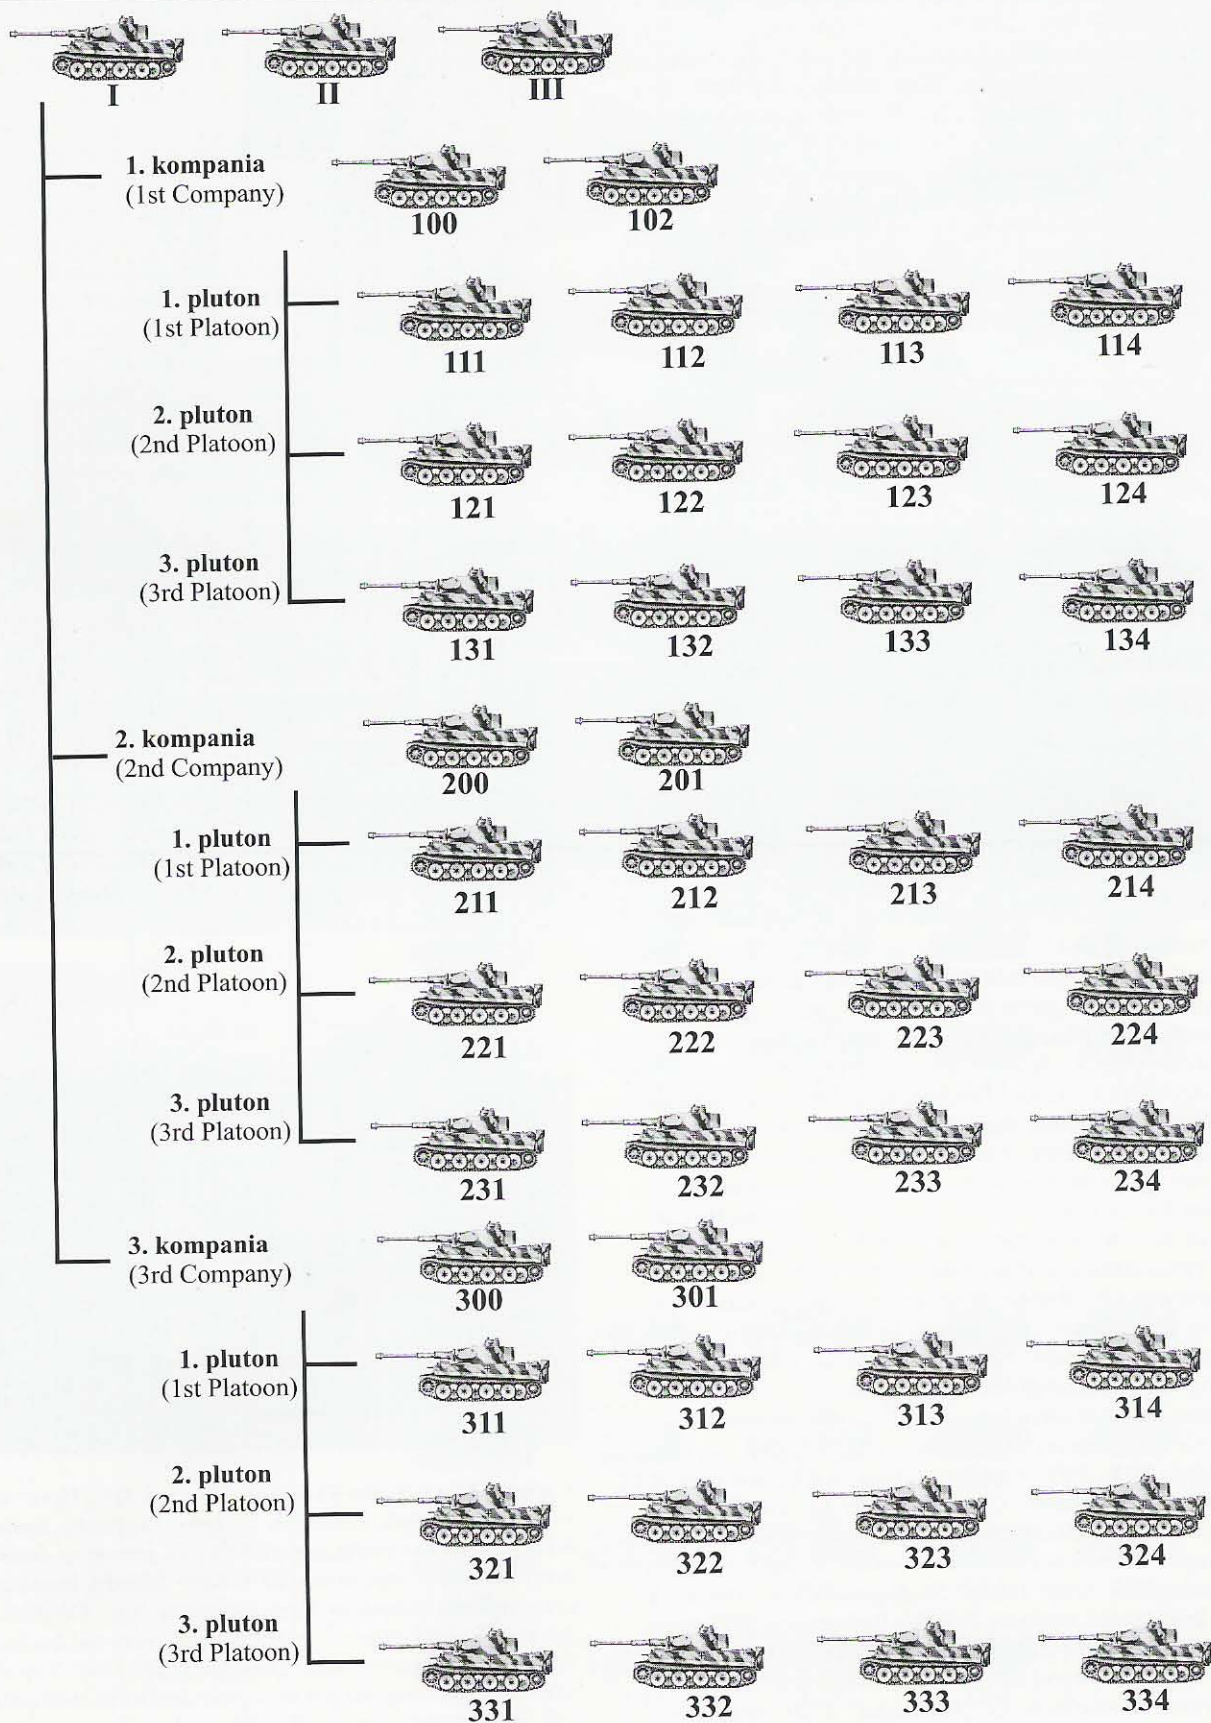 I II III
1. kompania
(1st Company)
100 102
1. pluton
(1st Platoon)
111 112 113 114
2. pluton
(2nd Platoon)
121 122 123 124
3. pluton
(3rd Platoon)
131 132 133 134
2. kompania
(2nd Company)
200 201
1. pluton
(1st Platoon)
211 212 213 214
2. pluton
(2nd Platoon)
221 222 223 224
3. pluton
(3rd Platoon)
231 232 233 234
3. kompania
(3rd Company)
300 301
1. pluton
(1st Platoon)
311 312 313 314
2. pluton
(2nd Platoon)
321 322 323 324
3. pluton
(3rd Platoon)
331 332 333 334